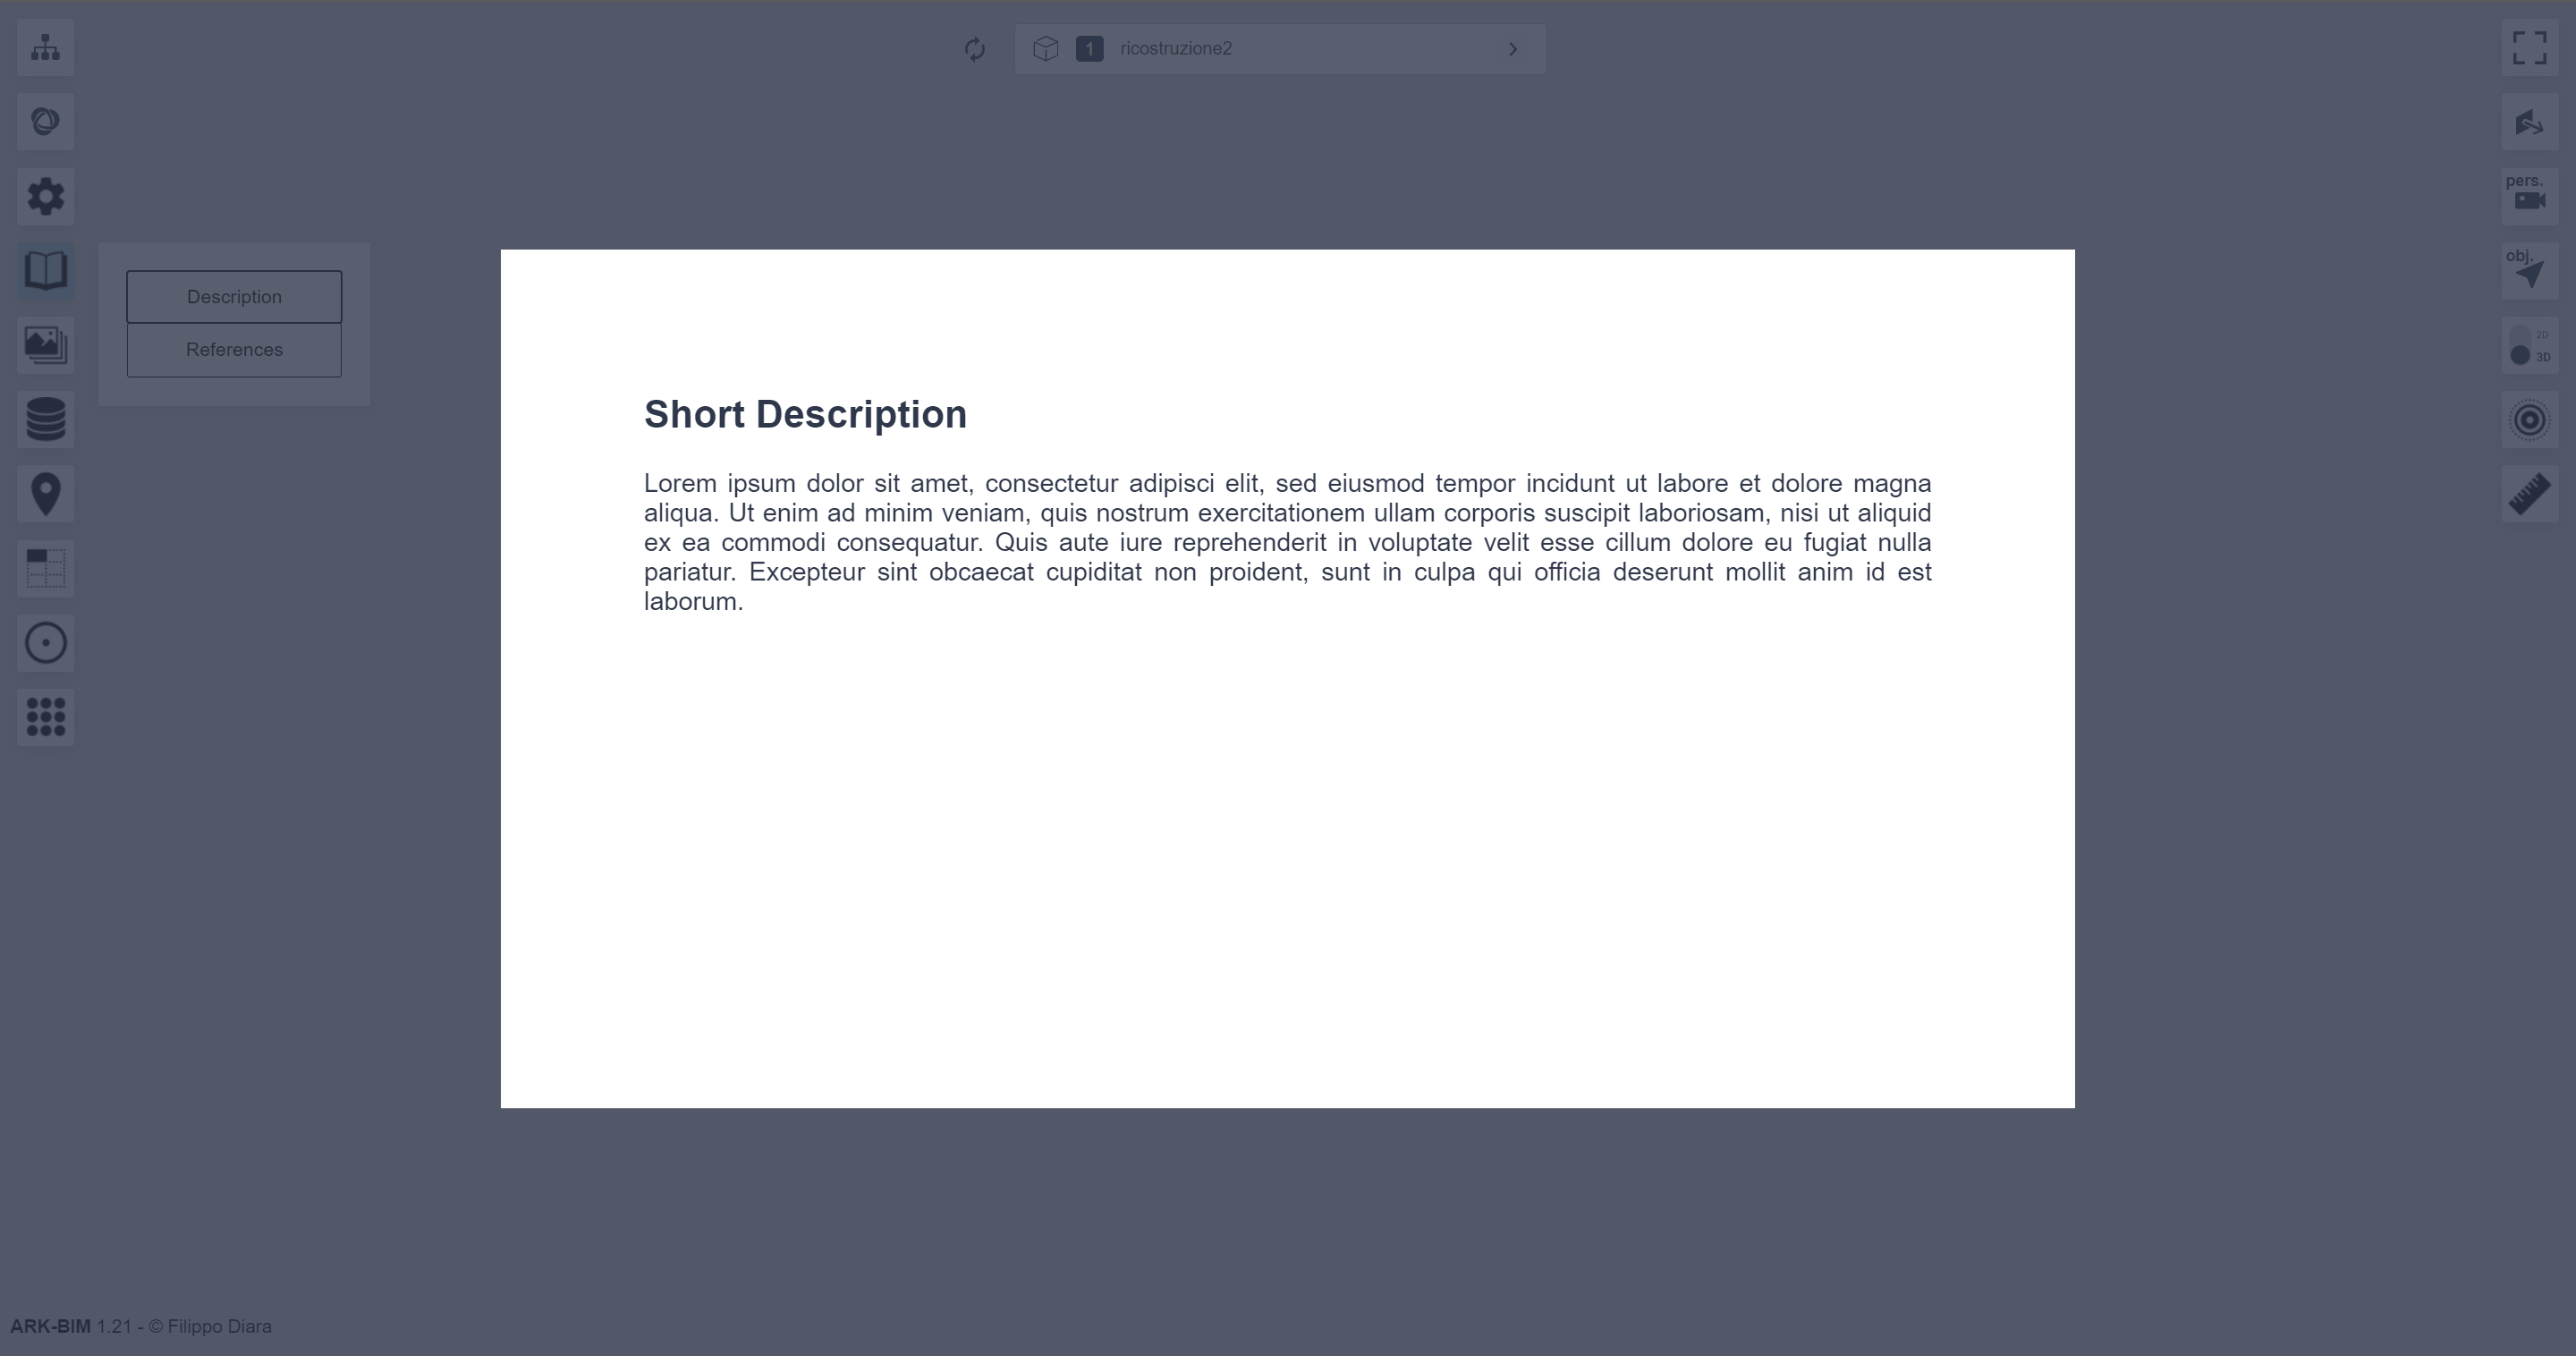 1 ricostruzione2
pers.
obj.
Description
References
2D
3D
Short Description
Lorem ipsum dolor sit amet, consectetur adipisci elit, sed eiusmod tempor incidunt ut labore et dolore magna
aliqua. Ut enim ad minim veniam, quis nostrum exercitationem ullam corporis suscipit laboriosam, nisi ut aliquid
ex ea commodi consequatur. Quis aute iure reprehenderit in voluptate velit esse cillum dolore eu fugiat nulla
pariatur. Excepteur sint obcaecat cupiditat non proident, sunt in culpa qui officia deserunt mollit anim id est
laborum.
ARK-BIM 1.21 - © Filippo Diara